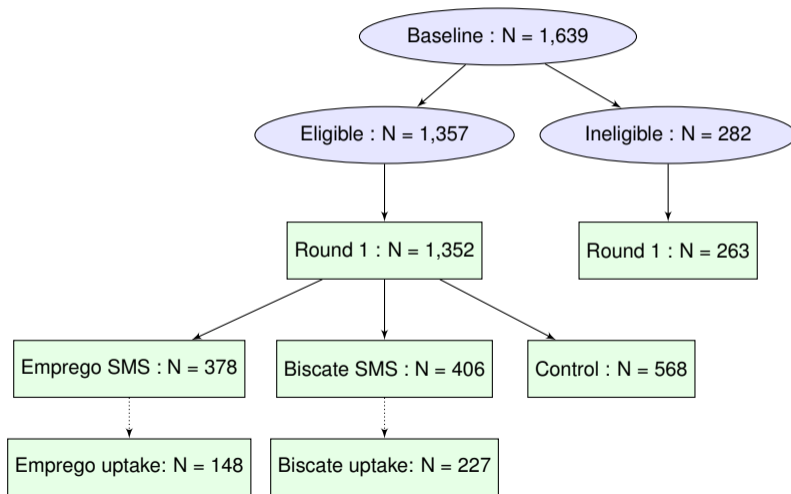 Baseline : N = 1,639
Eligible : N = 1,357
Ineligible : N = 282
Round 1 : N = 1,352
Round 1 : N = 263
Emprego SMS : N = 378
Biscate SMS : N = 406
Control : N = 568
Emprego uptake: N = 148
Biscate uptake: N = 227